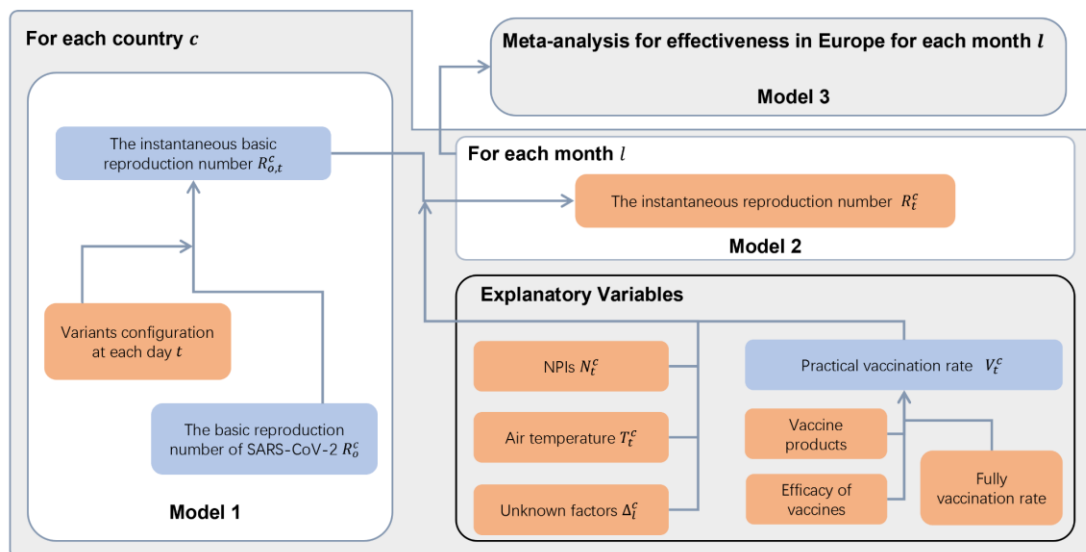 For each country c
Meta-analysis for effectiveness in Europe for each month l
Model 3
The instantaneous basic
reproduction number R^c_{o,t}
Variants configuration
at each day t
The basic reproduction
number of SARS-CoV-2 R^c_o
Model 1
For each month l
The instantaneous reproduction number R^c_t
Model 2
Explanatory Variables
NPIs N^c_t
Air temperature T^c_t
Unknown factors Δ^c_l
Practical vaccination rate V^c_t
Vaccine
products
Efficacy of
vaccines
Fully
vaccination rate